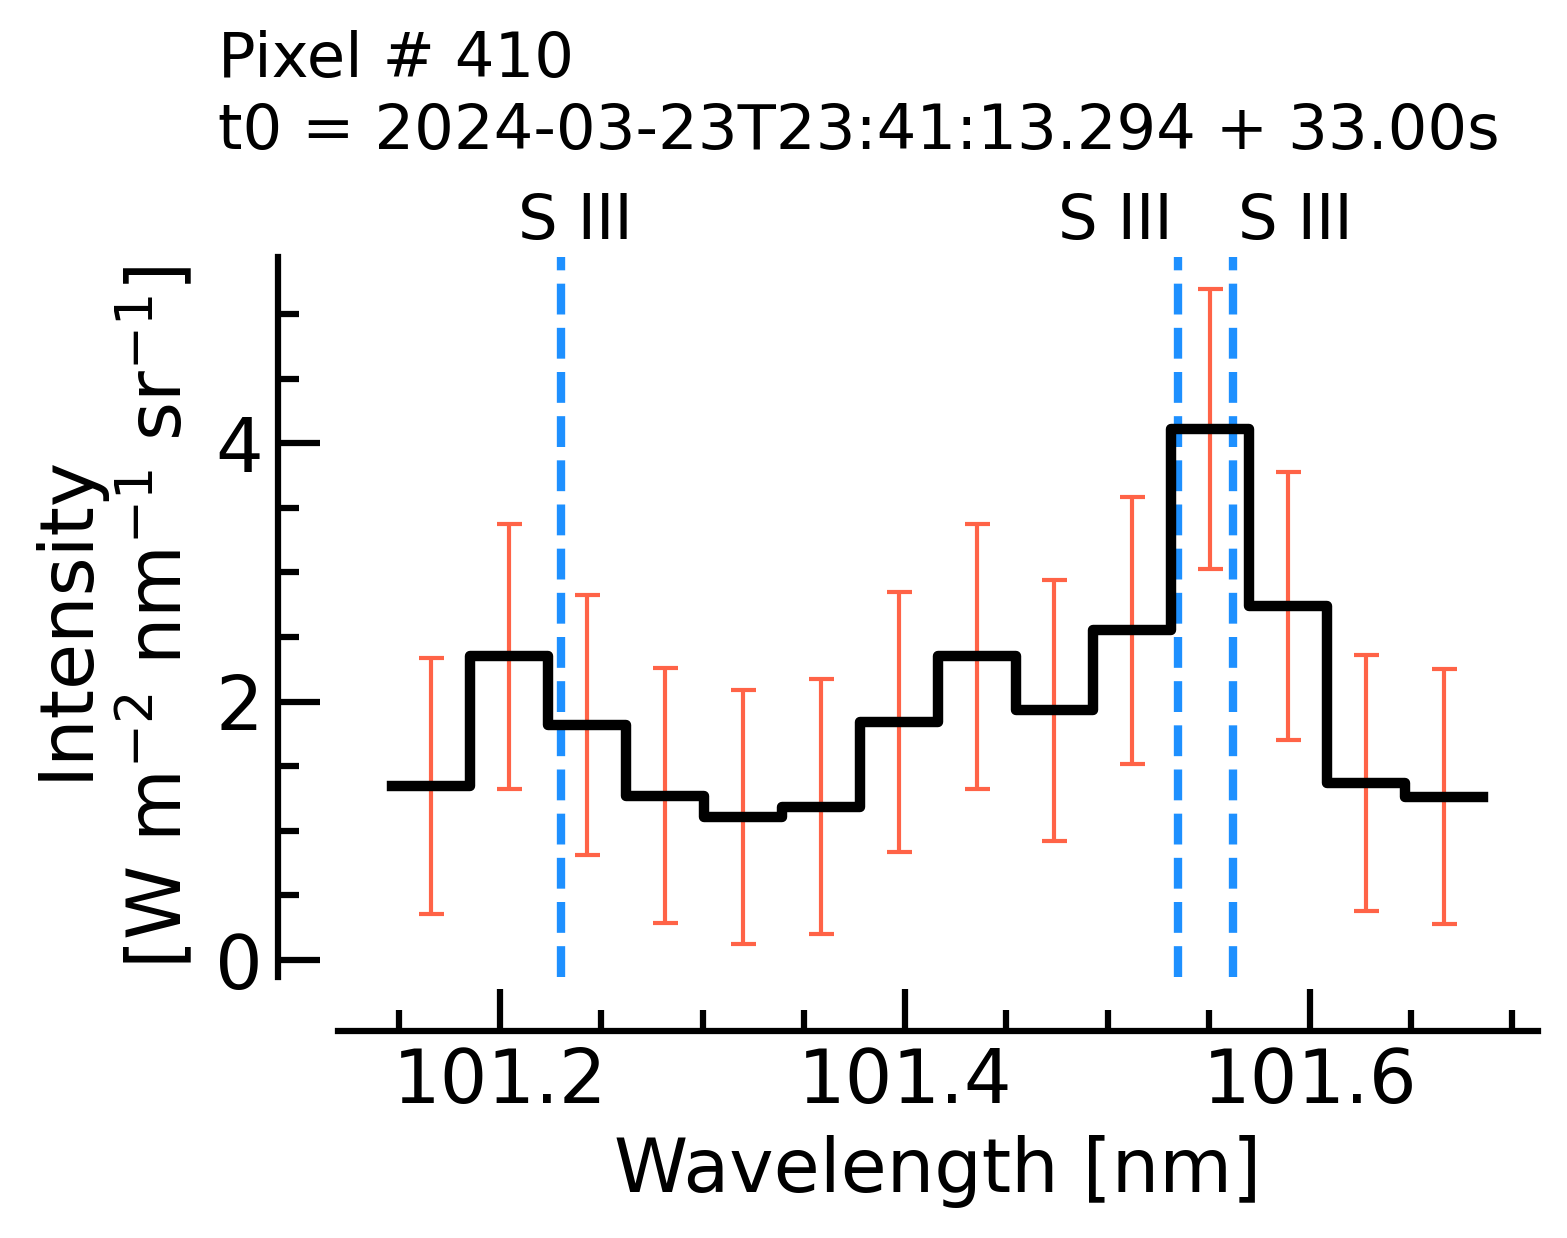 Pixel # 410
t0 = 2024-03-23T23:41:13.294 + 33.00s
S III S III S III
Intensity
[W m⁻² nm⁻¹ sr⁻¹]
4
2
0
101.2 101.4 101.6
Wavelength [nm]